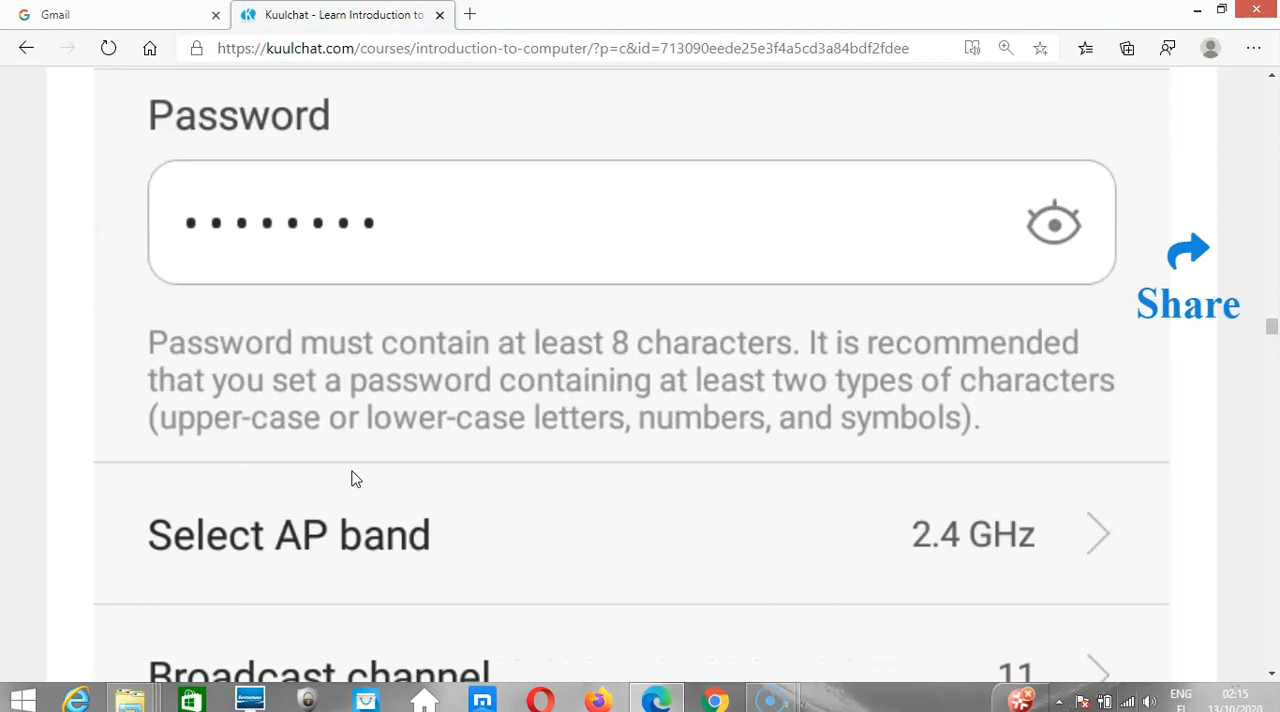 Gmail
Kuulchat - Learn Introduction to
https://kuulchat.com/courses/introduction-to-computer/?p=c&id=713090eede25e3f4a5cd3a84bdf2fdee
Password
Share
Password must contain at least 8 characters. It is recommended
that you set a password containing at least two types of characters
(upper-case or lower-case letters, numbers, and symbols).
Select AP band 2.4 GHz
Broadcast channel 11
ENG 02:15
13/10/2020